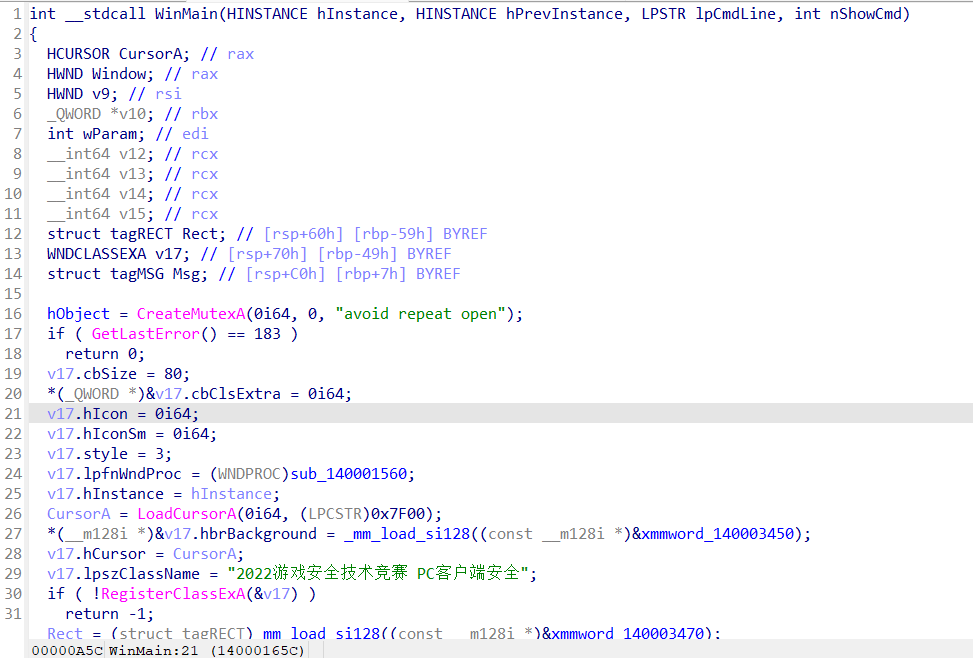 1 int __stdcall WinMain(HINSTANCE hInstance, HINSTANCE hPrevInstance, LPSTR lpCmdLine, int nShowCmd)
2 {
3 HCURSOR CursorA; // rax
4 HWND Window; // rax
5 HWND v9; // rsi
6 _QWORD *v10; // rbx
7 int wParam; // edi
8 __int64 v12; // rcx
9 __int64 v13; // rcx
10 __int64 v14; // rcx
11 __int64 v15; // rcx
12 struct tagRECT Rect; // [rsp+60h] [rbp-59h] BYREF
13 WNDCLASSEXA v17; // [rsp+70h] [rbp-49h] BYREF
14 struct tagMSG Msg; // [rsp+C0h] [rbp+7h] BYREF
15
16 hObject = CreateMutexA(0i64, 0, "avoid repeat open");
17 if ( GetLastError() == 183 )
18 return 0;
19 v17.cbSize = 80;
20 *(_QWORD *)&v17.cbClsExtra = 0i64;
21 v17.hIcon = 0i64;
22 v17.hIconSm = 0i64;
23 v17.style = 3;
24 v17.lpfnWndProc = (WNDPROC)sub_140001560;
25 v17.hInstance = hInstance;
26 CursorA = LoadCursorA(0i64, (LPCSTR)0x7F00);
27 *(__m128i *)&v17.hbrBackground = _mm_load_si128((const __m128i *)&xmmword_140003450);
28 v17.hCursor = CursorA;
29 v17.lpszClassName = "2022游戏安全技术竞赛 PC客户端安全";
30 if ( !RegisterClassExA(&v17) )
31 return -1;
Rect = (struct tagRECT)_mm_load_si128((const __m128i *)&xmmword_140003470);
00000A5C WinMain:21 (14000165C)